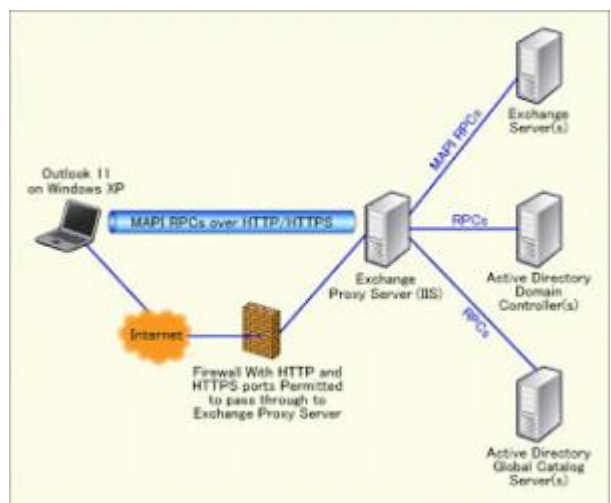 Exchange
Server(s)
MAPI RPCs
Outlook 11
on Windows XP
MAPI RPCs over HTTP/HTTPS
RPCs
Exchange
Proxy Server (IIS)
Active Directory
Domain
Controller(s)
RPCs
Internet
Firewall With HTTP and
HTTPS ports Permitted
to pass through to
Exchange Proxy Server
Active Directory
Global Catalog
Server(s)